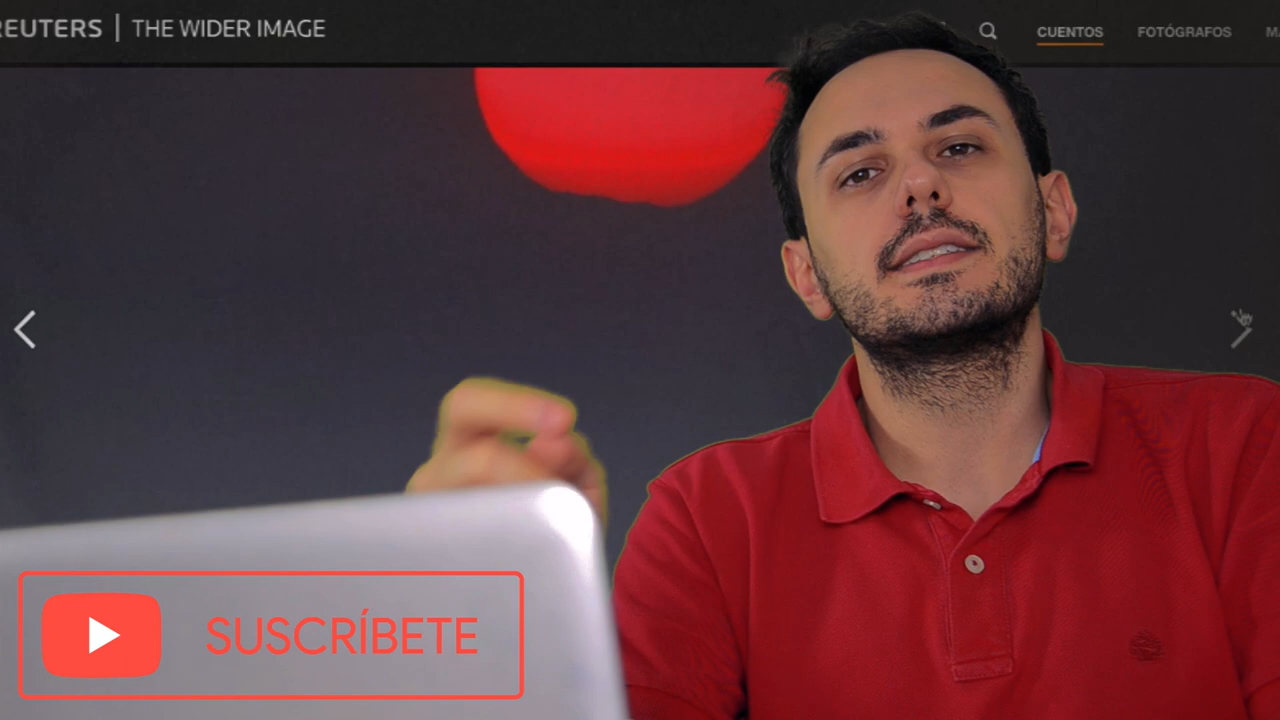 REUTERS | THE WIDER IMAGE
CUENTOS
FOTÓGRAFOS
SUSCRÍBETE